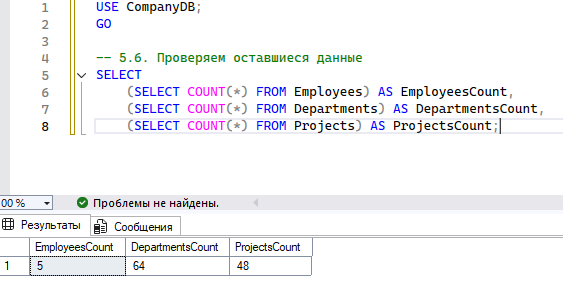 1 USE CompanyDB;
2 GO
3
4 -- 5.6. Проверяем оставшиеся данные
5 SELECT
6 (SELECT COUNT(*) FROM Employees) AS EmployeesCount,
7 (SELECT COUNT(*) FROM Departments) AS DepartmentsCount,
8 (SELECT COUNT(*) FROM Projects) AS ProjectsCount;
00 % Проблемы не найдены.
Результаты Сообщения
EmployeesCount DepartmentsCount ProjectsCount
1 5 64 48